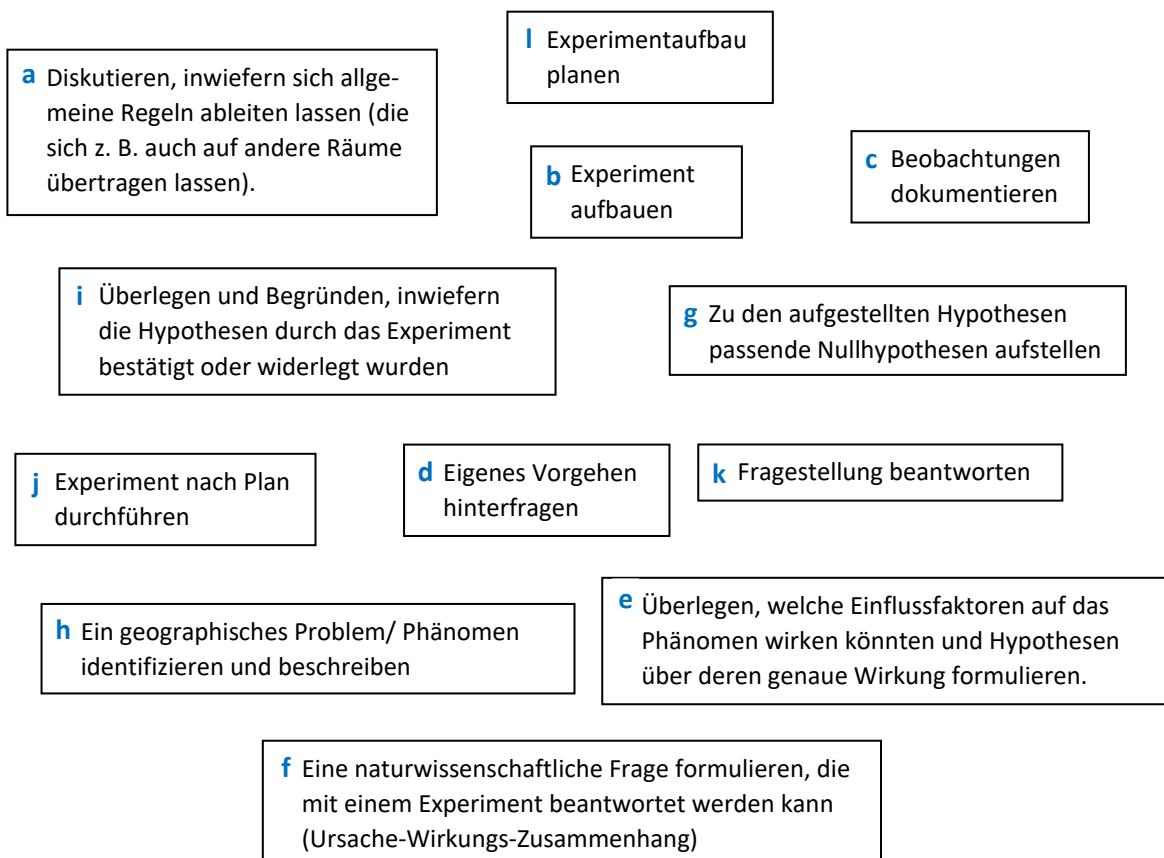 l Experimentaufbau
planen
a Diskutieren, inwiefern sich allge-
meine Regeln ableiten lassen (die
sich z. B. auch auf andere Räume
übertragen lassen).
b Experiment
aufbauen
c Beobachtungen
dokumentieren
i Überlegen und Begründen, inwiefern
die Hypothesen durch das Experiment
bestätigt oder widerlegt wurden
g Zu den aufgestellten Hypothesen
passende Nullhypothesen aufstellen
j Experiment nach Plan
durchführen
d Eigenes Vorgehen
hinterfragen
k Fragestellung beantworten
h Ein geographisches Problem/ Phänomen
identifizieren und beschreiben
e Überlegen, welche Einflussfaktoren auf das
Phänomen wirken könnten und Hypothesen
über deren genaue Wirkung formulieren.
f Eine naturwissenschaftliche Frage formulieren, die
mit einem Experiment beantwortet werden kann
(Ursache-Wirkungs-Zusammenhang)